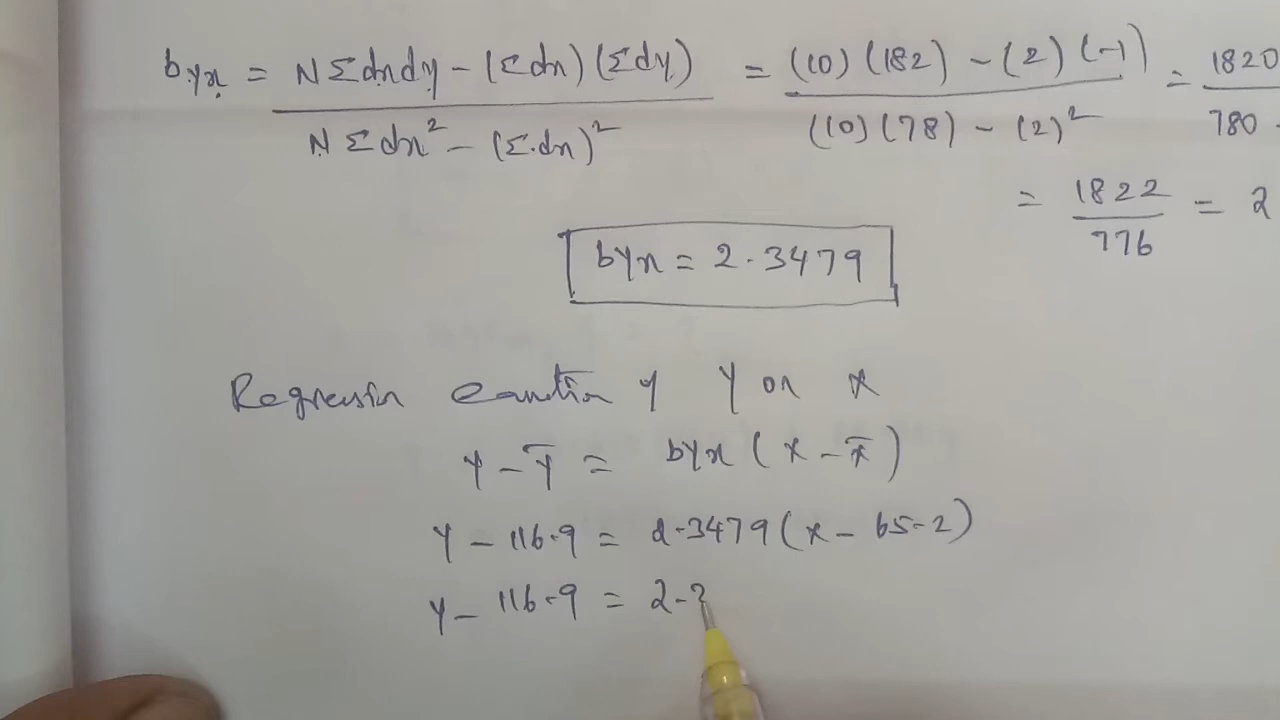 byx = NΣdxdy - (Σdx)(Σdy) / NΣdx² - (Σdx)² = (10)(182) - (2)(-1) / (10)(78) - (2)² = 1820 / 780 -
= 1822 / 776 = 2
byx = 2.3479
Regression equation of Y on X
Y - Ȳ = byx (X - X̄)
Y - 116.9 = 2.3479 (X - 65.2)
Y - 116.9 = 2.3